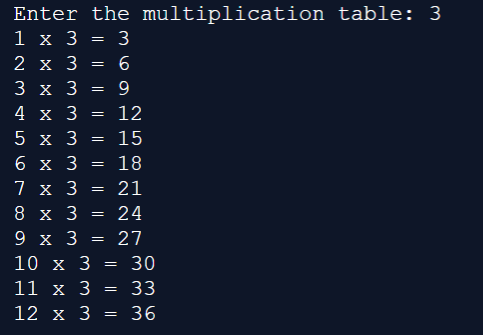 Enter the multiplication table: 3
1 x 3 = 3
2 x 3 = 6
3 x 3 = 9
4 x 3 = 12
5 x 3 = 15
6 x 3 = 18
7 x 3 = 21
8 x 3 = 24
9 x 3 = 27
10 x 3 = 30
11 x 3 = 33
12 x 3 = 36